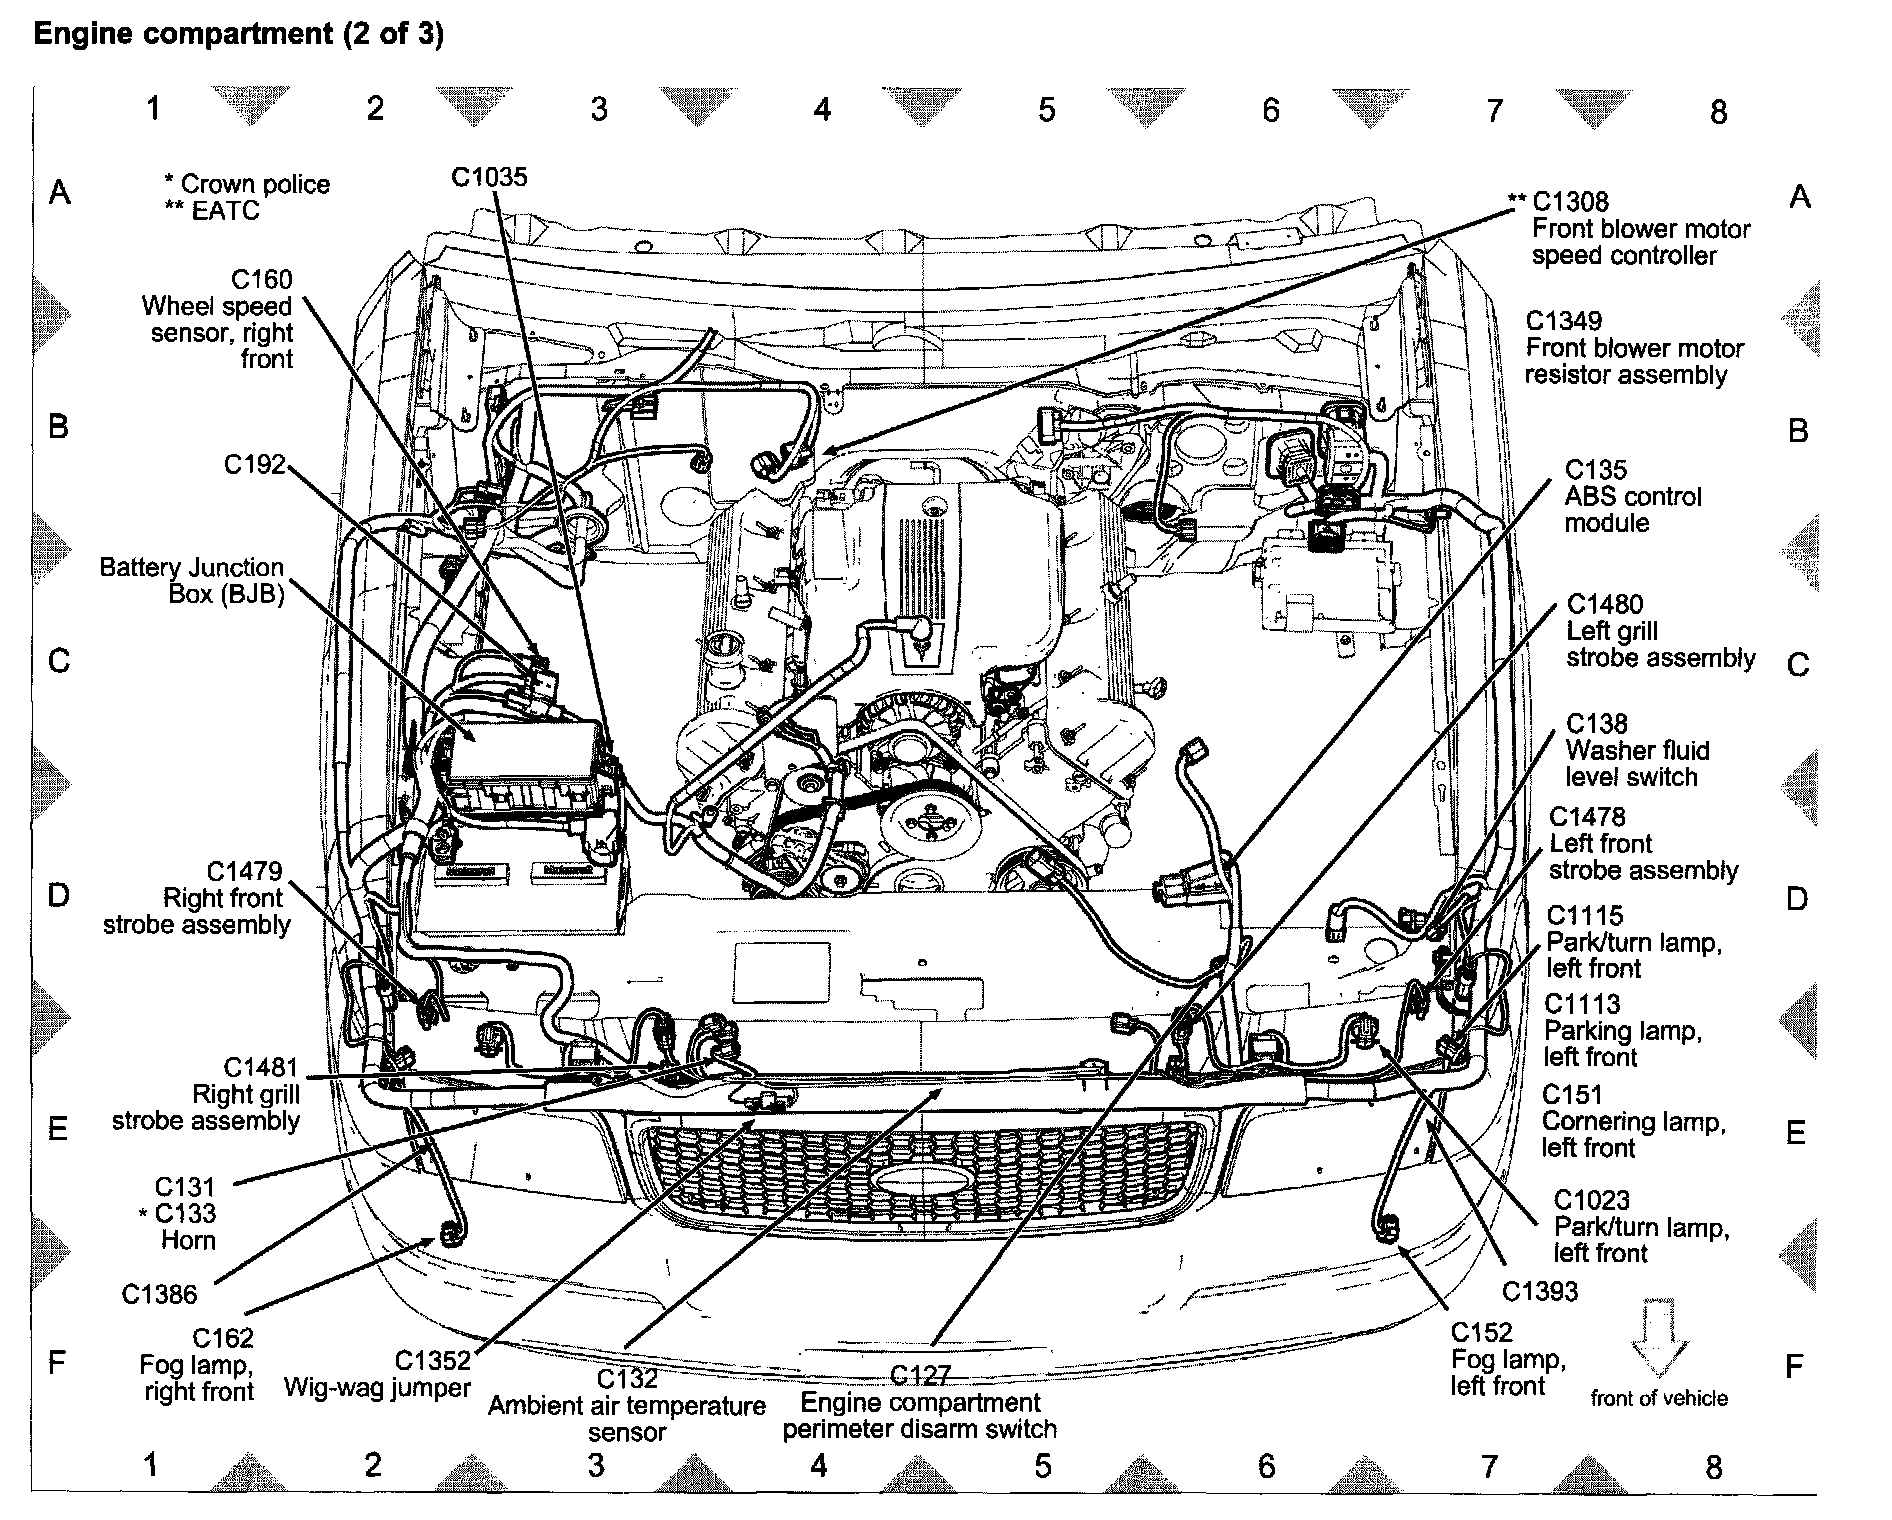 Engine compartment (2 of 3)
1 2 3 4 5 6 7 8
A
* Crown police
** EATC
C1035
** C1308
Front blower motor
speed controller
A
C160
Wheel speed
sensor, right
front
C1349
Front blower motor
resistor assembly
B
B
C192
C135
ABS control
module
Battery Junction
Box (BJB)
C1480
Left grill
strobe assembly
C
C
C138
Washer fluid
level switch
C1478
Left front
strobe assembly
C1479
Right front
strobe assembly
D
D
C1115
Park/turn lamp,
left front
C1113
Parking lamp,
left front
C1481
Right grill
strobe assembly
E
E
C151
Cornering lamp,
left front
C131
* C133
Horn
C1023
Park/turn lamp,
left front
C1386
C1393
C162
Fog lamp,
right front
C1352
Wig-wag jumper
C132
Ambient air temperature
sensor
C127
Engine compartment
perimeter disarm switch
C152
Fog lamp,
left front
front of vehicle
F
F
1 2 3 4 5 6 7 8